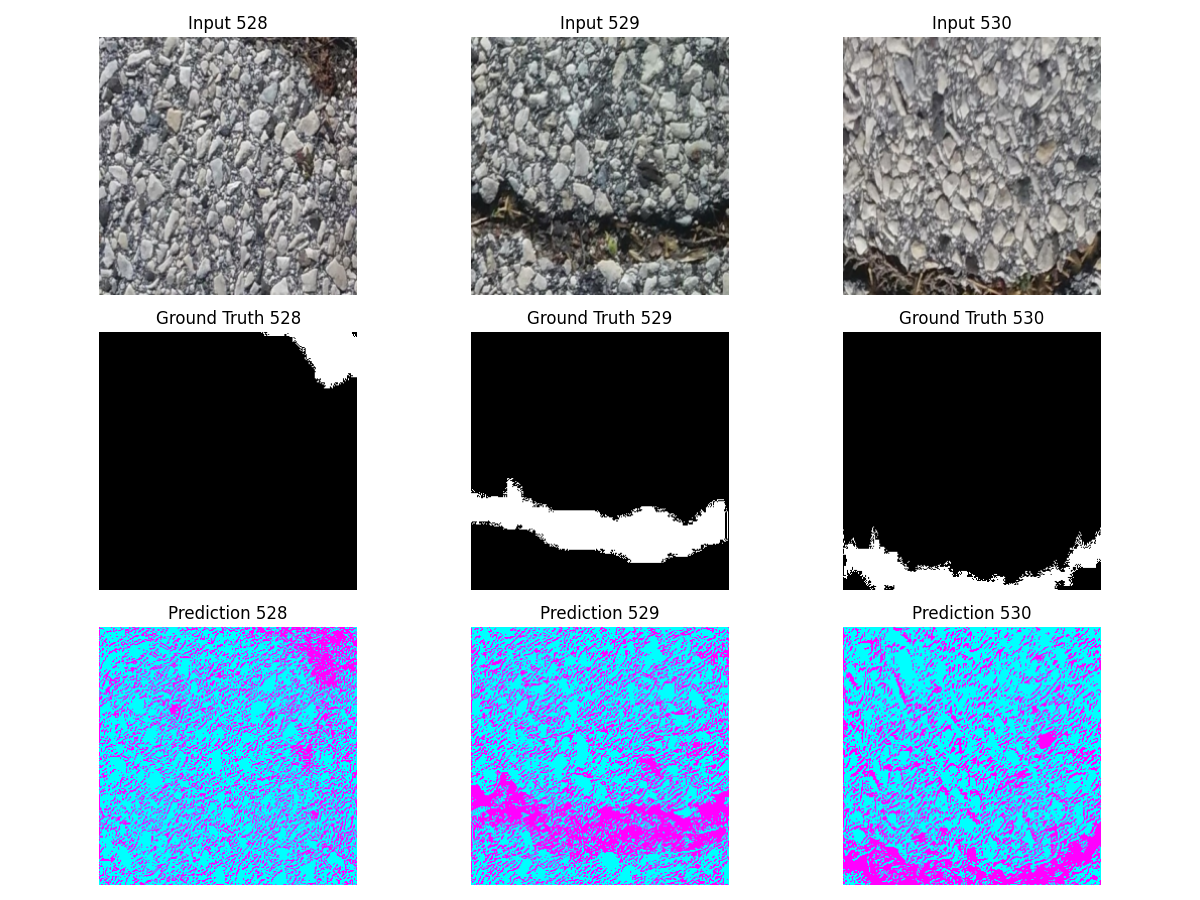 Input 528
Input 529
Input 530
Ground Truth 528
Ground Truth 529
Ground Truth 530
Prediction 528
Prediction 529
Prediction 530